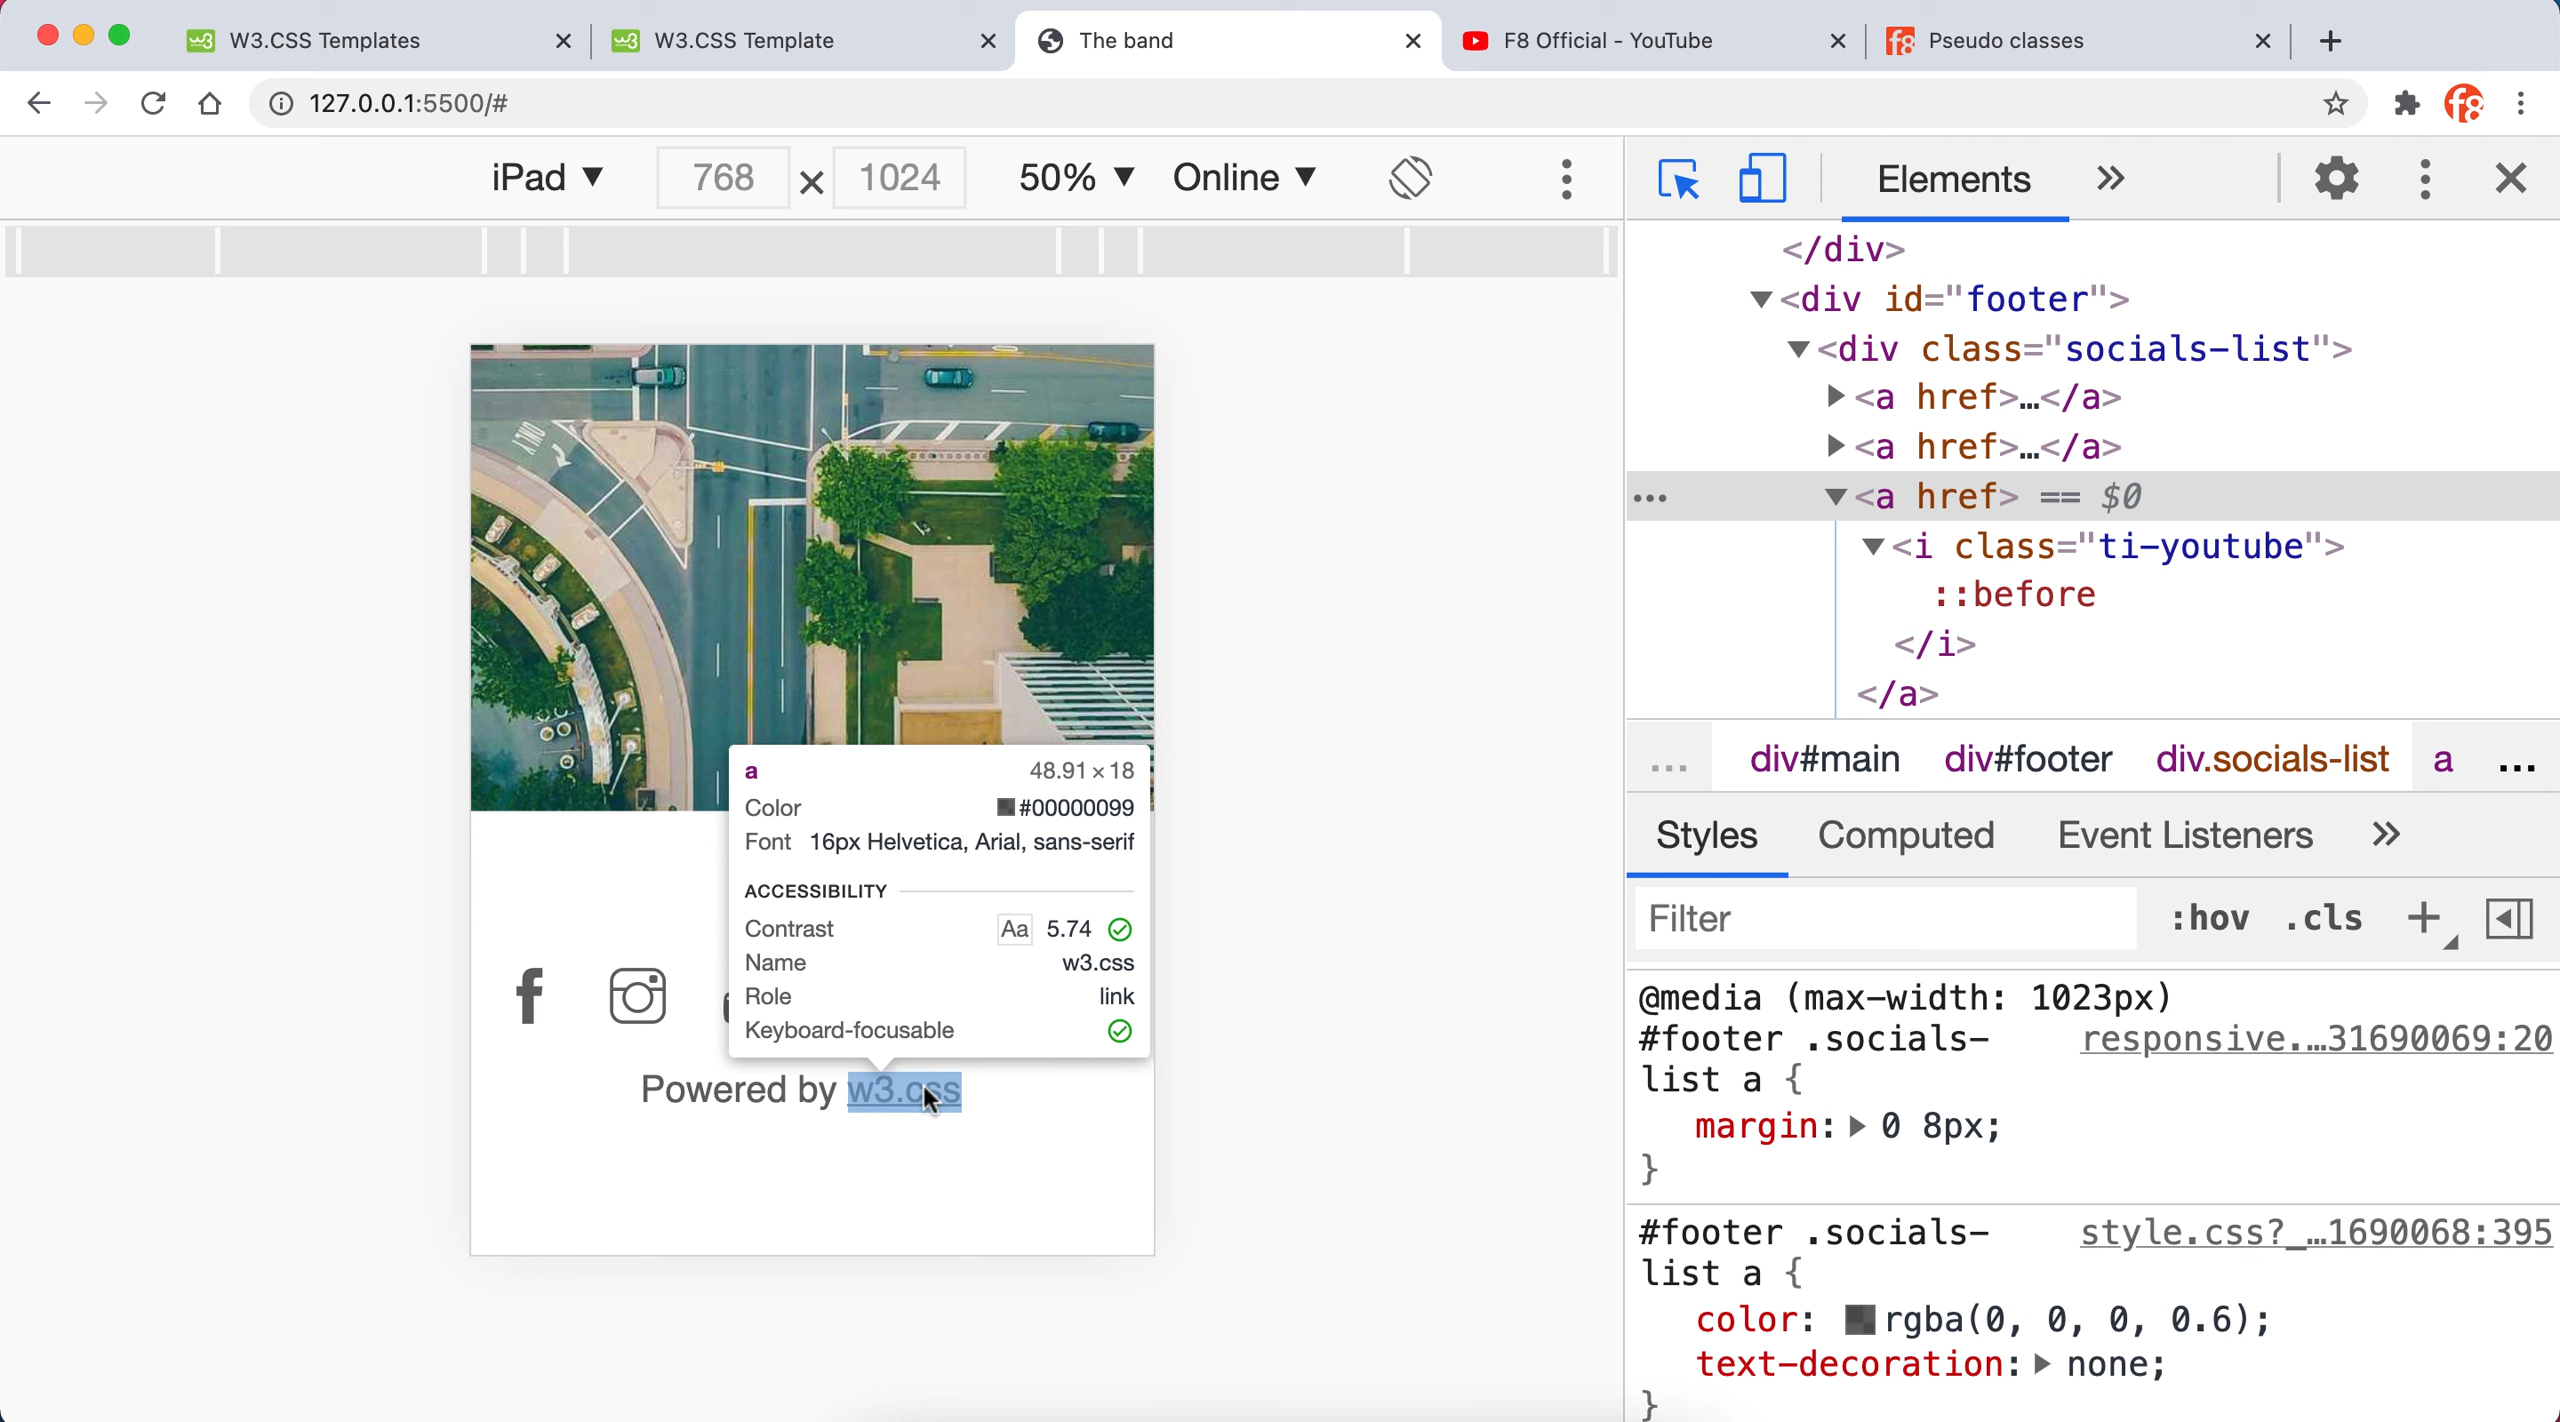 W3.CSS Templates
W3.CSS Template
The band
F8 Official - YouTube
Pseudo classes
127.0.0.1:5500/#
iPad ▼ 768 × 1024 50% ▼ Online ▼
Elements »
</div>
▼<div id="footer">
▼<div class="socials-list">
▶<a href>…</a>
▶<a href>…</a>
▼<a href> == $0
▼<i class="ti-youtube">
::before
</i>
</a>
... div#main div#footer div.socials-list a ...
Styles Computed Event Listeners »
Filter :hov .cls +
@media (max-width: 1023px)
#footer .socials- responsive.…31690069:20
list a {
margin: ▶ 0 8px;
}
#footer .socials- style.css?_…1690068:395
list a {
color: rgba(0, 0, 0, 0.6);
text-decoration: ▶ none;
}
ONLY
a 48.91 × 18
Color #00000099
Font 16px Helvetica, Arial, sans-serif
ACCESSIBILITY
Contrast Aa 5.74
Name w3.css
Role link
Keyboard-focusable
Powered by w3.css